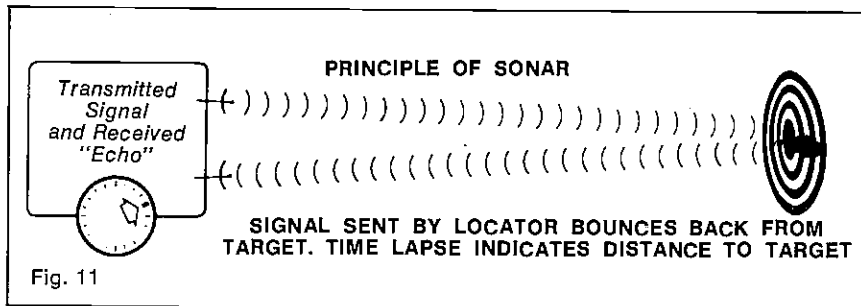 PRINCIPLE OF SONAR
Transmitted
Signal
and Received
"Echo"
SIGNAL SENT BY LOCATOR BOUNCES BACK FROM
TARGET. TIME LAPSE INDICATES DISTANCE TO TARGET
Fig. 11